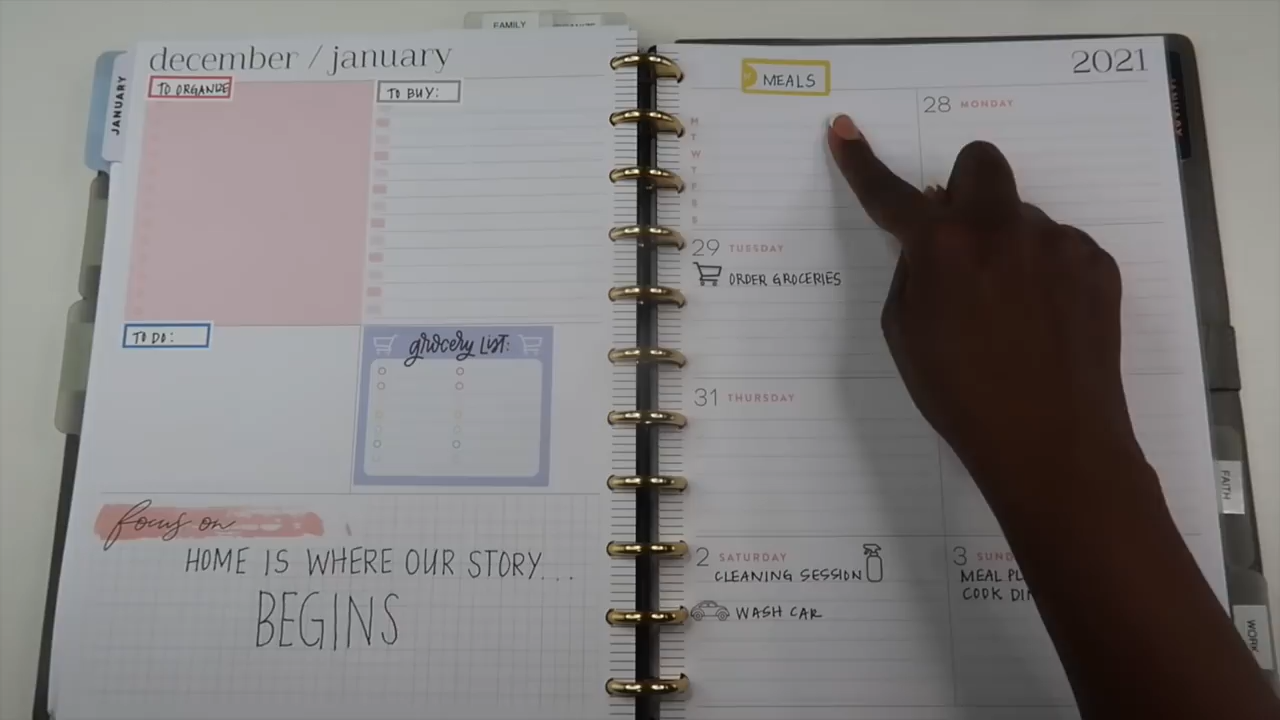 FAMILY
december / january
JANUARY
TO ORGANIZE
TO BUY:
TO DO:
grocery LIST:
focus on
HOME IS WHERE OUR STORY...
BEGINS
2021
MEALS
M
T
W
T
F
S
S
28 MONDAY
29 TUESDAY
ORDER GROCERIES
31 THURSDAY
2 SATURDAY
CLEANING SESSION
WASH CAR
3 SUND
MEAL PL
COOK DI
JANUARY
FAITH
WORK